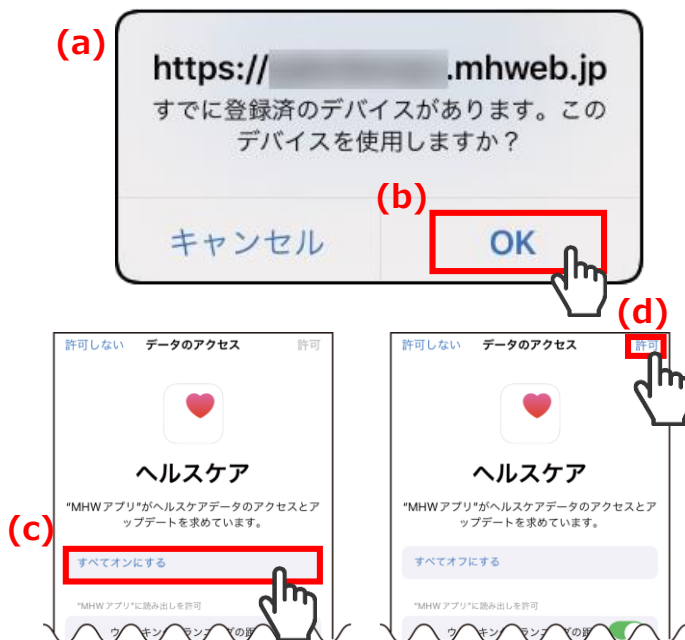 (a)
https:// .mhweb.jp
すでに登録済のデバイスがあります。この
デバイスを使用しますか？
(b)
キャンセル
OK
(d)
許可しない データのアクセス 許可
ヘルスケア
"MHWアプリ"がヘルスケアデータのアクセスとア
ップデートを求めています。
(c)
すべてオンにする
"MHWアプリ"に読み出しを許可
許可しない データのアクセス 許可
ヘルスケア
"MHWアプリ"がヘルスケアデータのアクセスとア
ップデートを求めています。
すべてオフにする
"MHWアプリ"に読み出しを許可